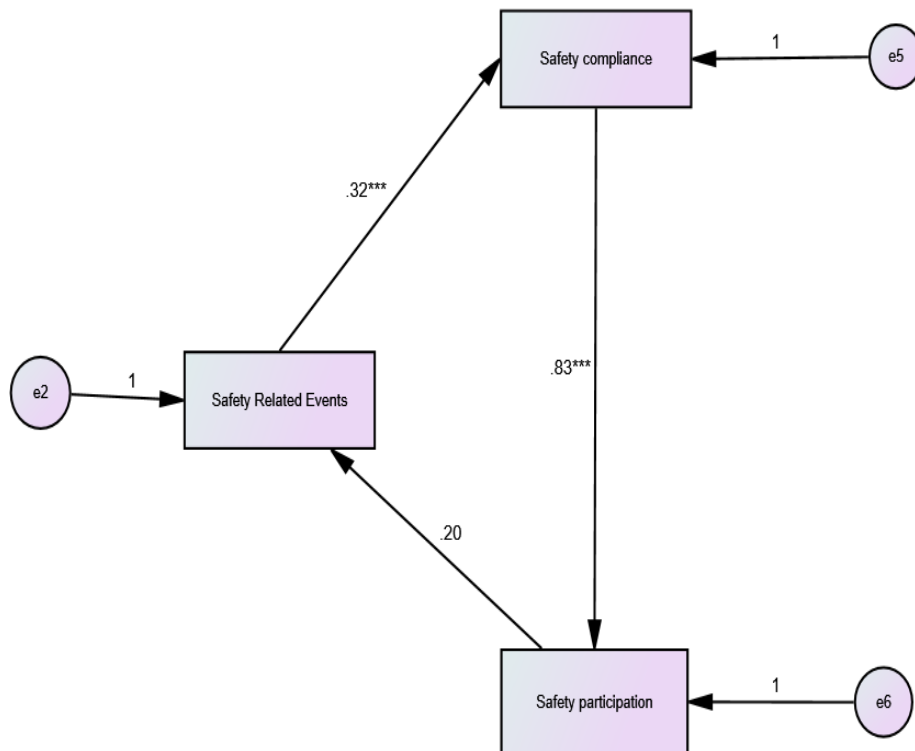 Safety compliance
1
e5
.32***
.83***
e2
1
Safety Related Events
.20
Safety participation
1
e6